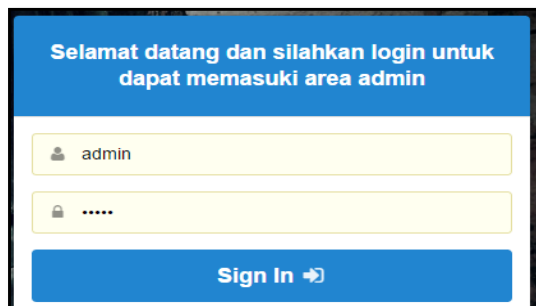 Selamat datang dan silahkan login untuk
dapat memasuki area admin
admin
•••••
Sign In